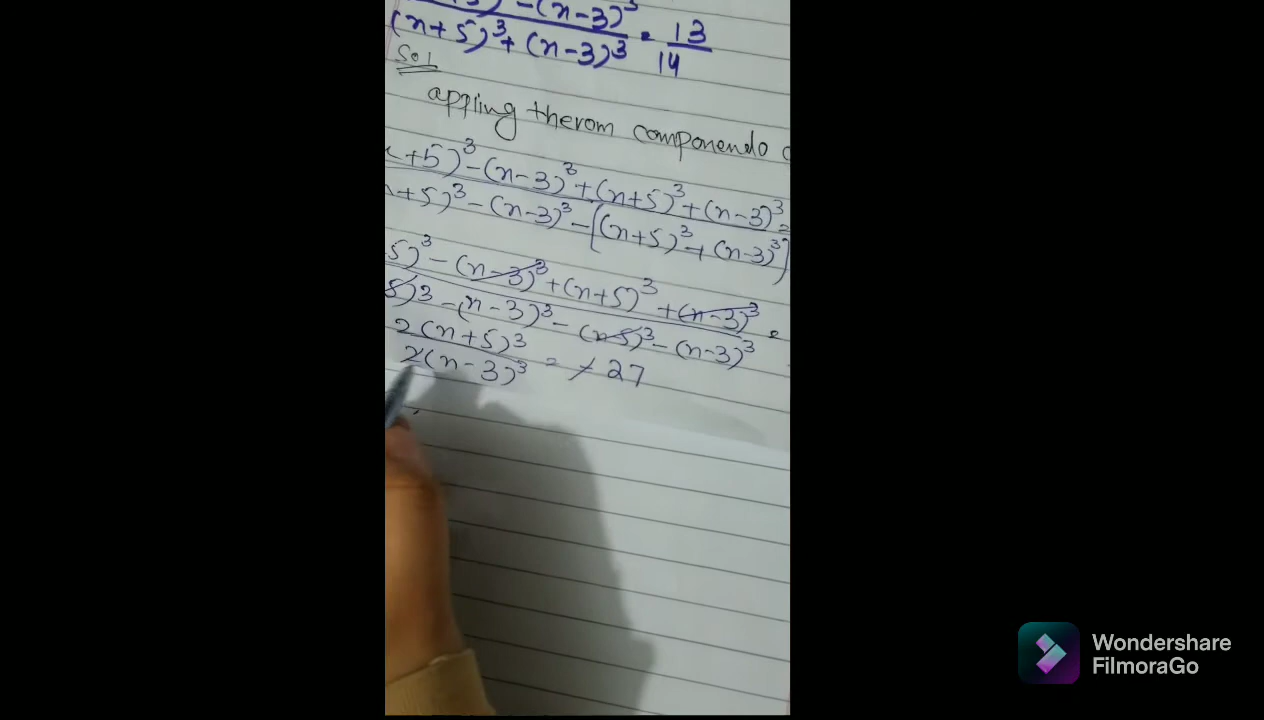 ) -(n-3)³
(n+5)³+(n-3)³ = 13/14
Sol
appling therom componendo
+5)³-(n-3)³+(n+5)³+(n-3)³ =
+5)³-(n-3)³-[(n+5)³+(n-3)³]
5)³-(n-3)³+(n+5)³+(n-3)³ =
5)3-(n-3)³-(n-5)³-(n-3)³
2(n+5)³
2(n-3)³ = -27
Wondershare
FilmoraGo